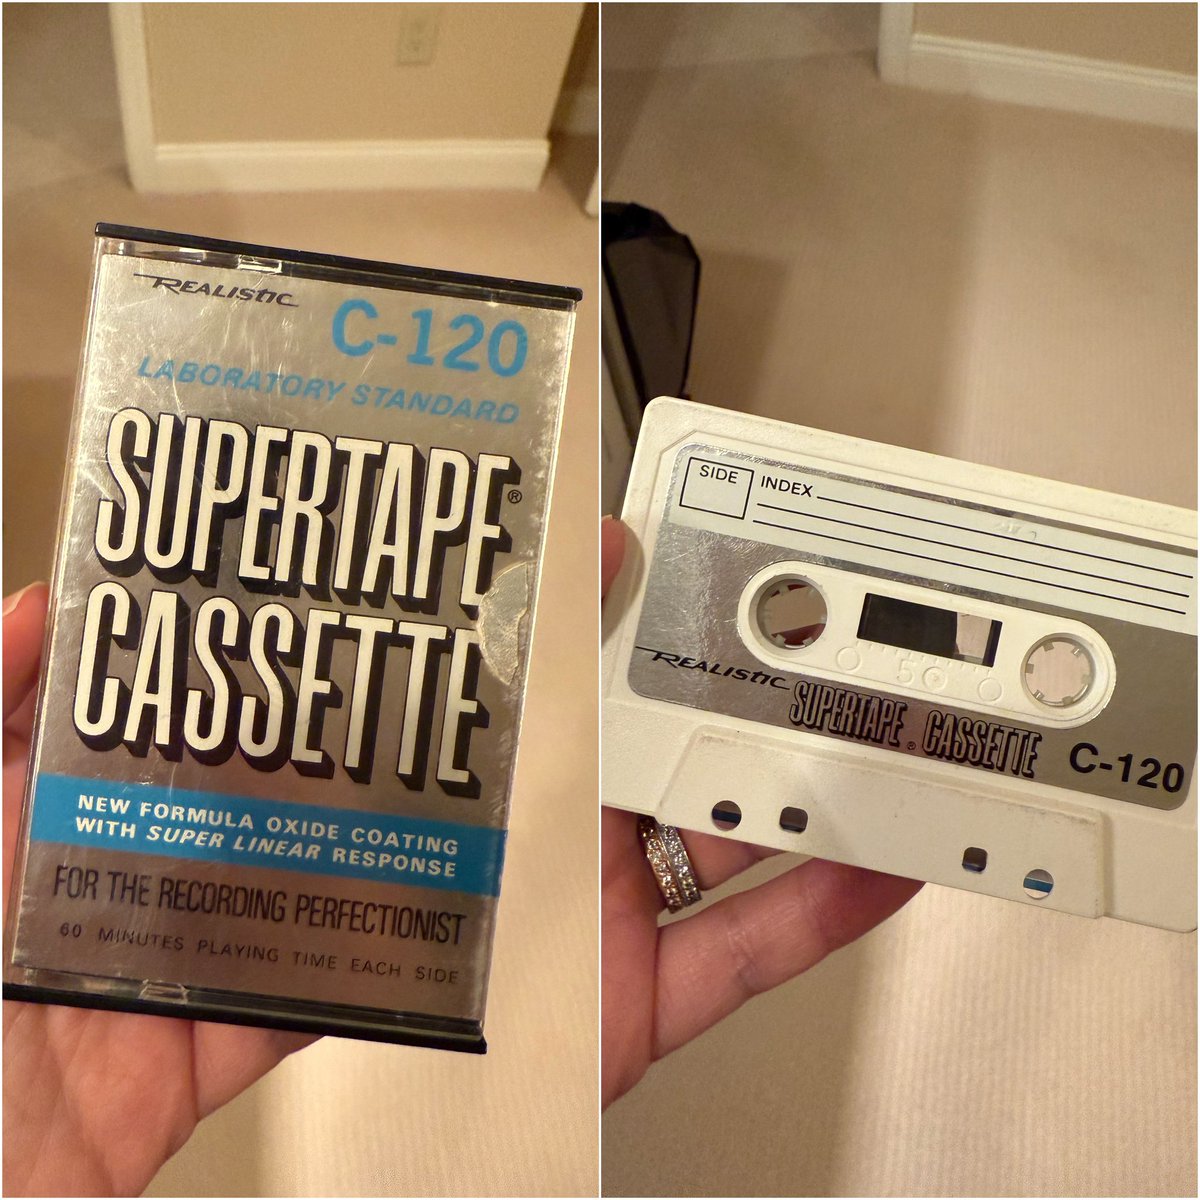 REALISTIC
C-120
LABORATORY STANDARD
SUPERTAPE®
CASSETTE
NEW FORMULA OXIDE COATING
WITH SUPER LINEAR RESPONSE
FOR THE RECORDING PERFECTIONIST
60 MINUTES PLAYING TIME EACH SIDE
SIDE
INDEX
50
REALISTIC
SUPERTAPE® CASSETTE
C-120